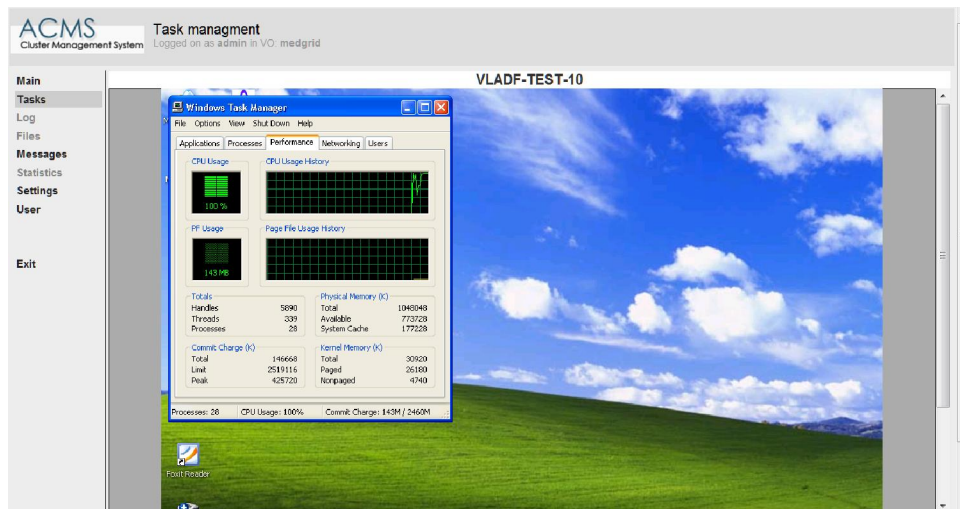 ACMS
Cluster Management System
Task managment
Logged on as admin in VO: medgrid
Main
Tasks
Log
Files
Messages
Statistics
Settings
User
Exit
VLADF-TEST-10
Windows Task Manager
File Options View Shut Down Help
Applications Processes Performance Networking Users
CPU Usage CPU Usage History
100 %
PF Usage Page File Usage History
143 MB
Totals Physical Memory (K)
Handles 5890 Total 1048048
Threads 339 Available 773728
Processes 28 System Cache 177228
Commit Charge (K) Kernel Memory (K)
Total 146668 Total 30920
Limit 2519116 Paged 26180
Peak 425720 Nonpaged 4740
Processes: 28 CPU Usage: 100% Commit Charge: 143M / 2460M
Foxit Reader